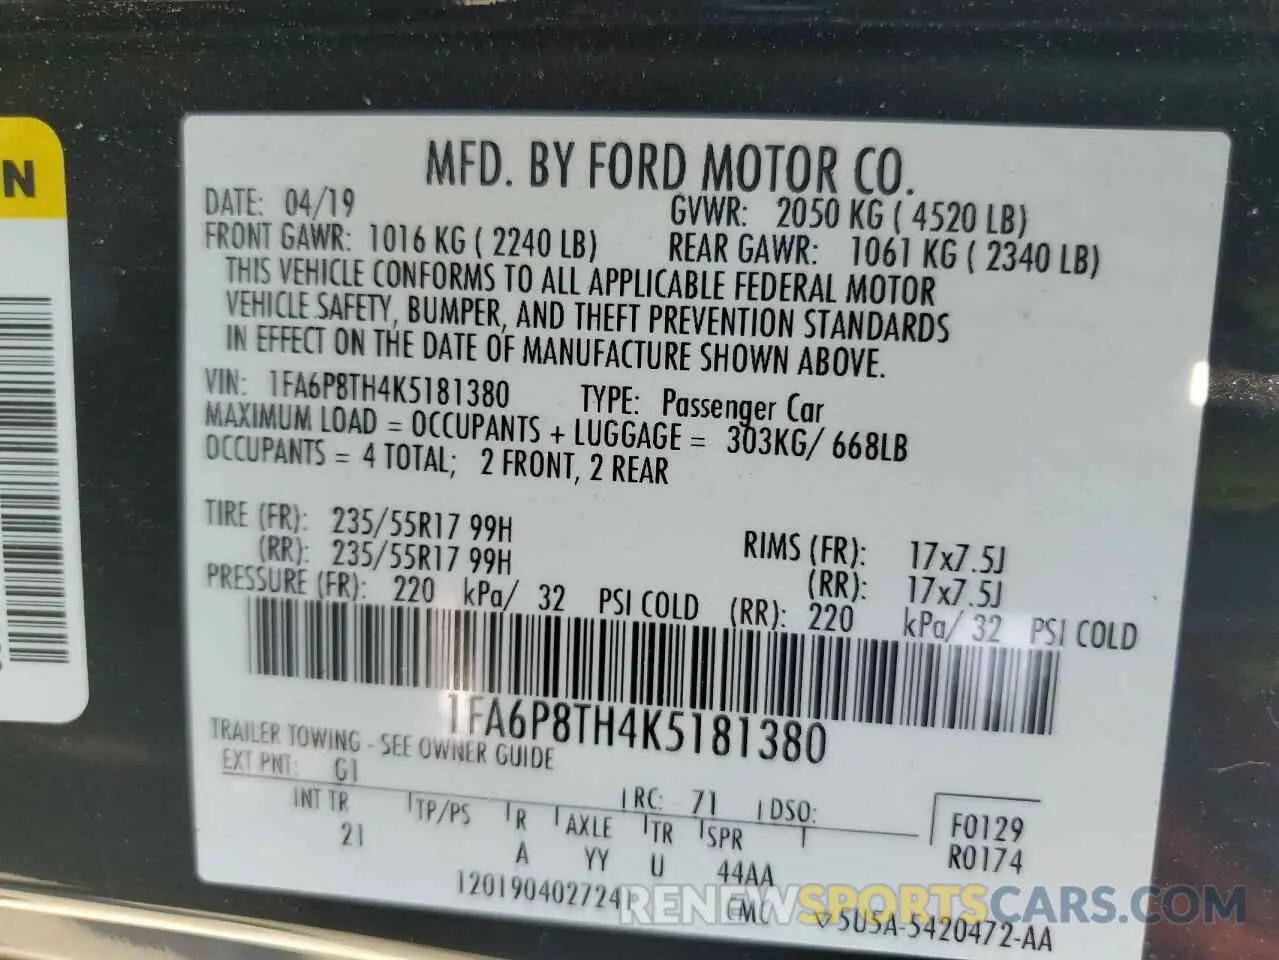 N
MFD. BY FORD MOTOR CO.
DATE: 04/19 GVWR: 2050 KG ( 4520 LB)
FRONT GAWR: 1016 KG ( 2240 LB) REAR GAWR: 1061 KG ( 2340 LB)
THIS VEHICLE CONFORMS TO ALL APPLICABLE FEDERAL MOTOR
VEHICLE SAFETY, BUMPER, AND THEFT PREVENTION STANDARDS
IN EFFECT ON THE DATE OF MANUFACTURE SHOWN ABOVE.
VIN: 1FA6P8TH4K5181380 TYPE: Passenger Car
MAXIMUM LOAD = OCCUPANTS + LUGGAGE = 303KG/ 668LB
OCCUPANTS = 4 TOTAL; 2 FRONT, 2 REAR
TIRE (FR): 235/55R17 99H RIMS (FR): 17x7.5J
(RR): 235/55R17 99H (RR): 17x7.5J
PRESSURE (FR): 220 kPa/ 32 PSI COLD (RR): 220 kPa/ 32 PSI COLD
1FA6P8TH4K5181380
TRAILER TOWING - SEE OWNER GUIDE
EXT PNT: G1 RC: 71 DSO:
INT TR TP/PS R AXLE TR SPR F0129
21 A YY U 44AA R0174
120190402724 EMC 5U5A-5420472-AA
RENEWSPORTSCARS.COM